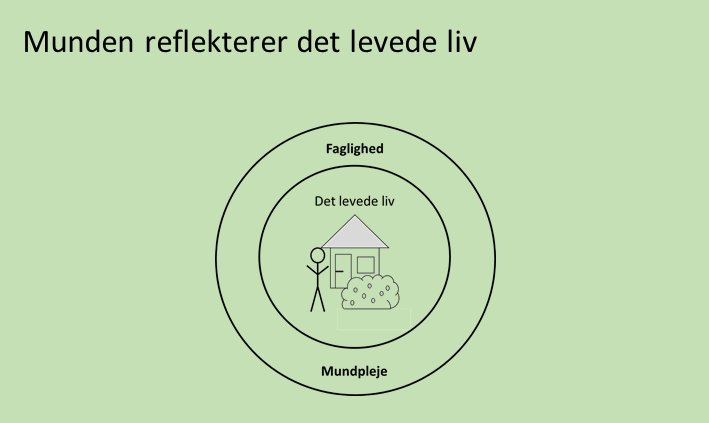 Munden reflekterer det levede liv
Faglighed
Det levede liv
Mundpleje